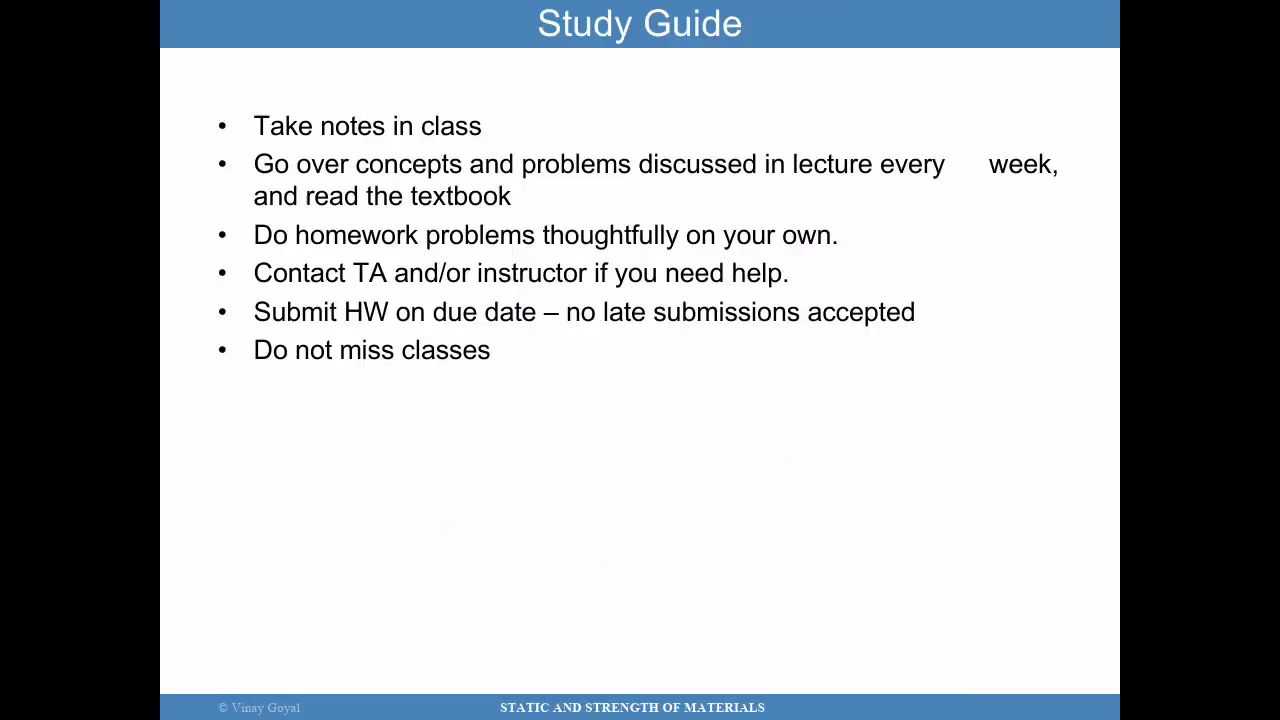 Study Guide
• Take notes in class
• Go over concepts and problems discussed in lecture every week,
and read the textbook
• Do homework problems thoughtfully on your own.
• Contact TA and/or instructor if you need help.
• Submit HW on due date – no late submissions accepted
• Do not miss classes
© Vinay Goyal
STATIC AND STRENGTH OF MATERIALS